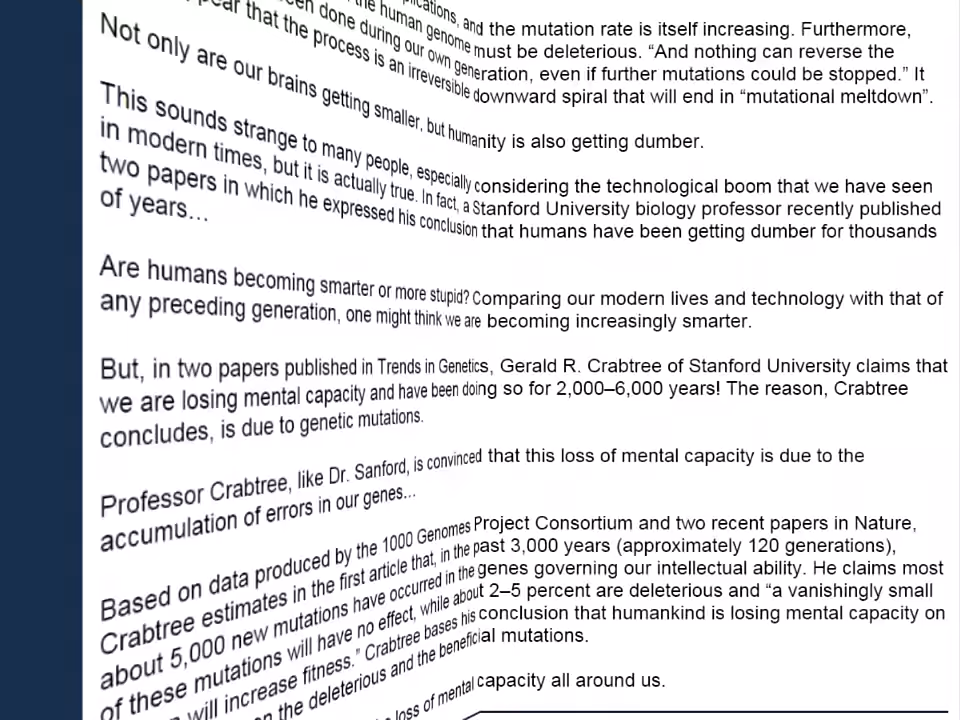 plications, and the mutation rate is itself increasing. Furthermore,
the human genome must be deleterious. “And nothing can reverse the
been done during our own generation, even if further mutations could be stopped.” It
appear that the process is an irreversible downward spiral that will end in “mutational meltdown”.
Not only are our brains getting smaller, but humanity is also getting dumber.
This sounds strange to many people, especially considering the technological boom that we have seen
in modern times, but it is actually true. In fact, a Stanford University biology professor recently published
two papers in which he expressed his conclusion that humans have been getting dumber for thousands
of years...
Are humans becoming smarter or more stupid? Comparing our modern lives and technology with that of
any preceding generation, one might think we are becoming increasingly smarter.
But, in two papers published in Trends in Genetics, Gerald R. Crabtree of Stanford University claims that
we are losing mental capacity and have been doing so for 2,000–6,000 years! The reason, Crabtree
concludes, is due to genetic mutations.
Professor Crabtree, like Dr. Sanford, is convinced that this loss of mental capacity is due to the
accumulation of errors in our genes...
Based on data produced by the 1000 Genomes Project Consortium and two recent papers in Nature,
Crabtree estimates in the first article that, in the past 3,000 years (approximately 120 generations),
about 5,000 new mutations have occurred in the genes governing our intellectual ability. He claims most
of these mutations will have no effect, while about 2–5 percent are deleterious and “a vanishingly small
will increase fitness.” Crabtree bases his conclusion that humankind is losing mental capacity on
the deleterious and the beneficial mutations.
loss of mental capacity all around us.